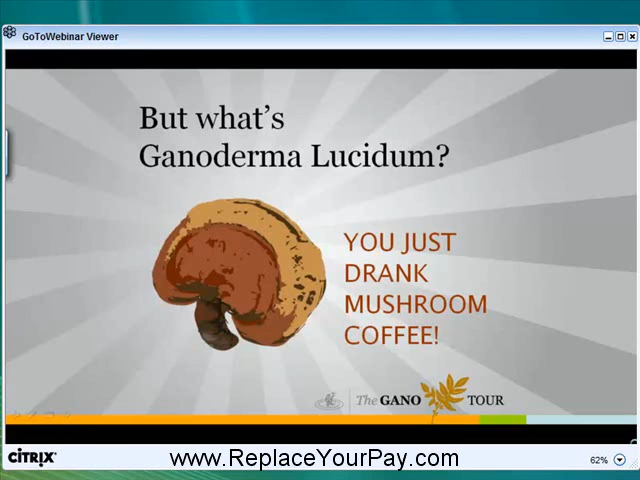 GoToWebinar Viewer
But what's
Ganoderma Lucidum?
YOU JUST
DRANK
MUSHROOM
COFFEE!
The GANO TOUR
CITRIX
www.ReplaceYourPay.com
62%